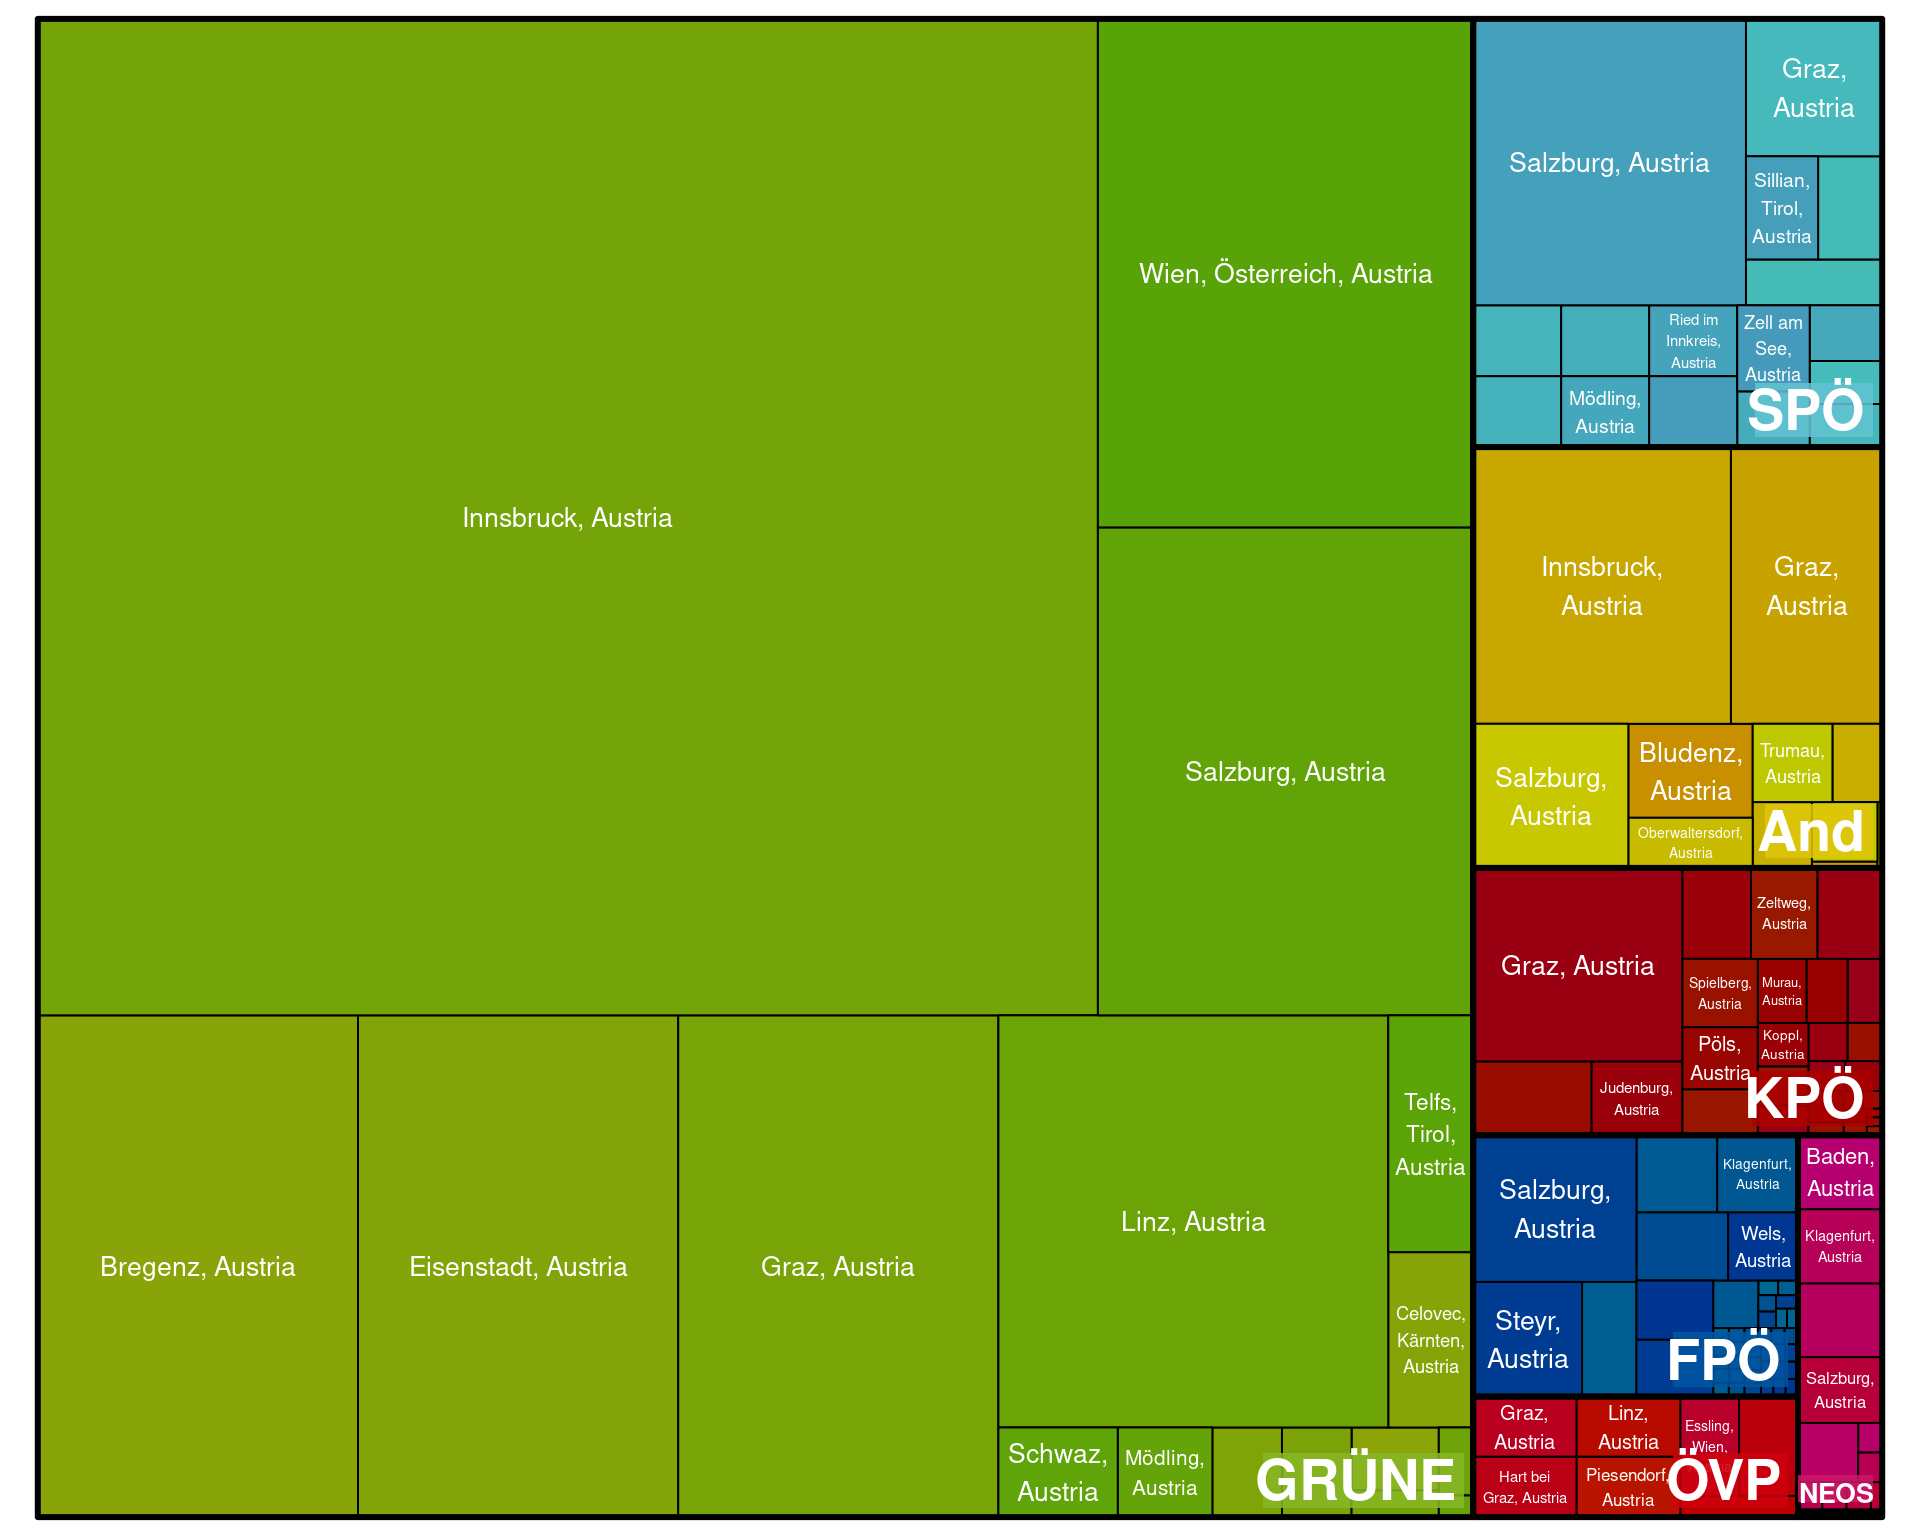 Innsbruck, Austria
Wien, Österreich, Austria
Salzburg, Austria
Bregenz, Austria
Eisenstadt, Austria
Graz, Austria
Linz, Austria
Telfs,
Tirol,
Austria
Celovec,
Kärnten,
Austria
Schwaz,
Austria
Mödling,
Austria
GRÜNE
Salzburg, Austria
Graz,
Austria
Sillian,
Tirol,
Austria
Ried im
Innkreis,
Austria
Zell am
See,
Austria
Mödling,
Austria
SPÖ
Innsbruck,
Austria
Graz,
Austria
Salzburg,
Austria
Bludenz,
Austria
Trumau,
Austria
Oberwaltersdorf,
Austria
And
Graz, Austria
Zeltweg,
Austria
Spielberg,
Austria
Murau,
Austria
Pöls,
Austria
Koppl,
Austria
Judenburg,
Austria
KPÖ
Salzburg,
Austria
Klagenfurt,
Austria
Wels,
Austria
Steyr,
Austria
FPÖ
Baden,
Austria
Klagenfurt,
Austria
Salzburg,
Austria
NEOS
Graz,
Austria
Linz,
Austria
Essling,
Wien,
Hart bei
Graz, Austria
Piesendorf,
Austria
ÖVP